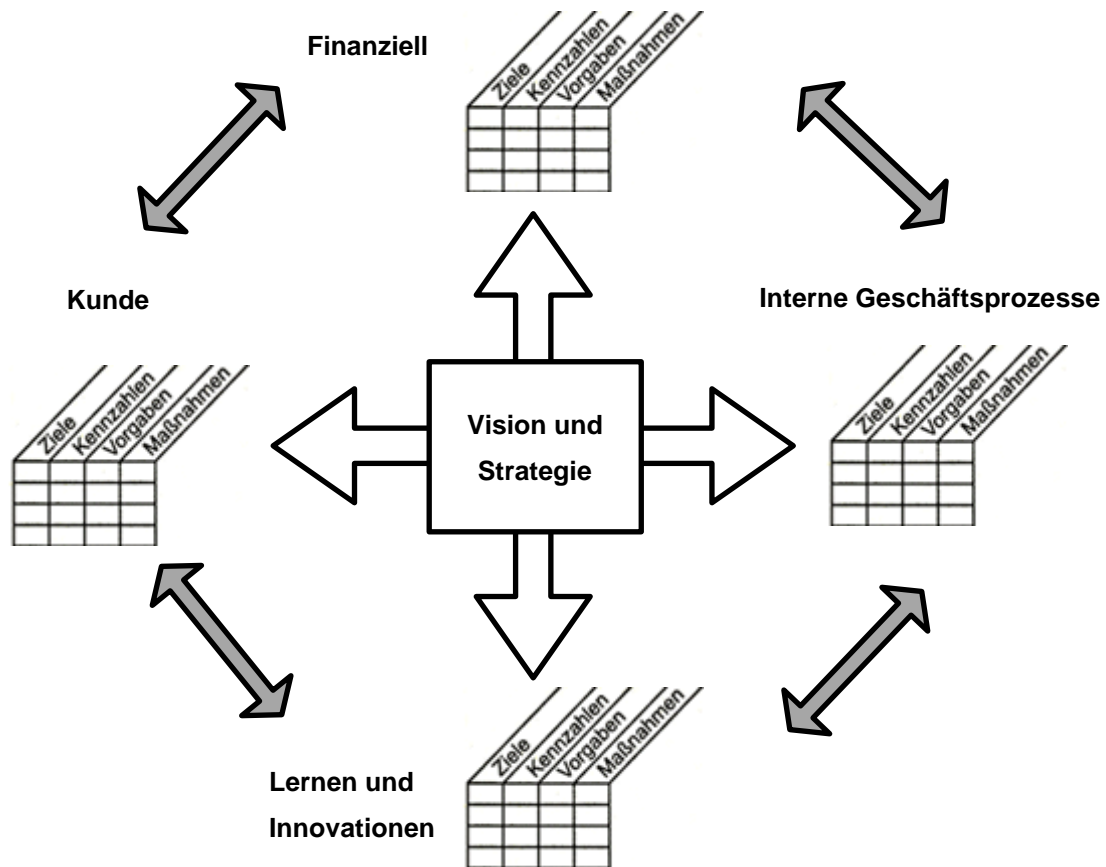 Finanziell
Ziele
Kennzahlen
Vorgaben
Maßnahmen
Kunde
Ziele
Kennzahlen
Vorgaben
Maßnahmen
Vision und
Strategie
Interne Geschäftsprozesse
Ziele
Kennzahlen
Vorgaben
Maßnahmen
Lernen und
Innovationen
Ziele
Kennzahlen
Vorgaben
Maßnahmen